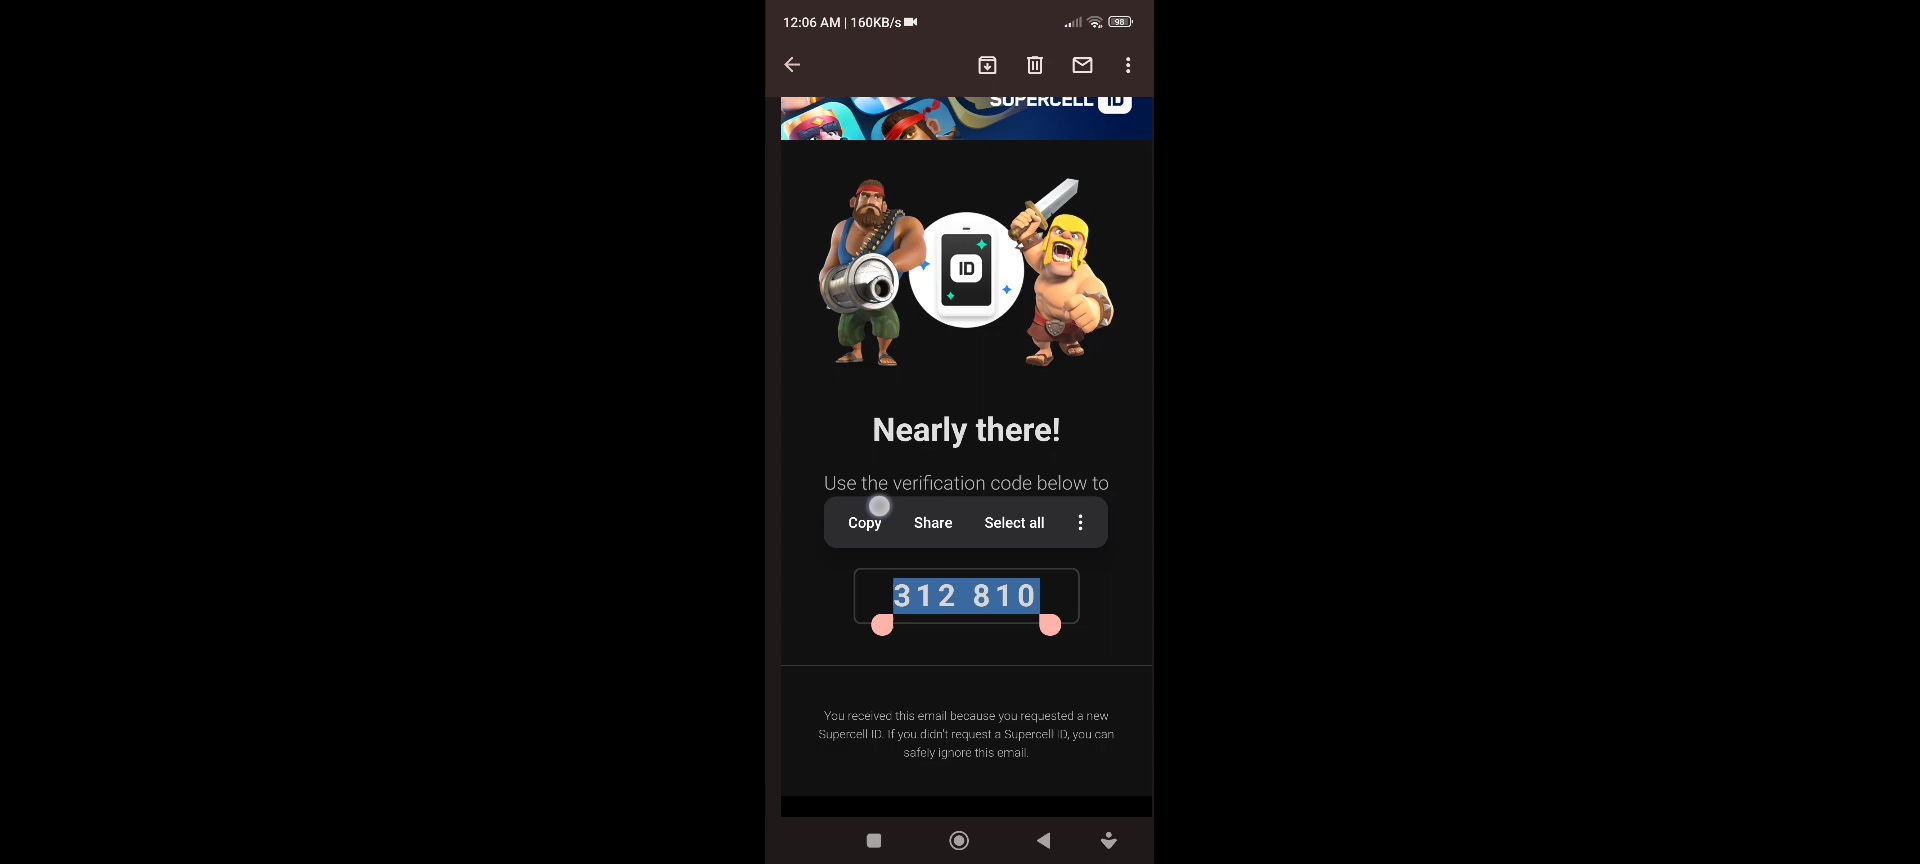 12:06 AM | 160KB/s
98
SUPERCELL ID
ID
Nearly there!
Use the verification code below to
Copy Share Select all
312 810
You received this email because you requested a new
Supercell ID. If you didn't request a Supercell ID, you can
safely ignore this email.